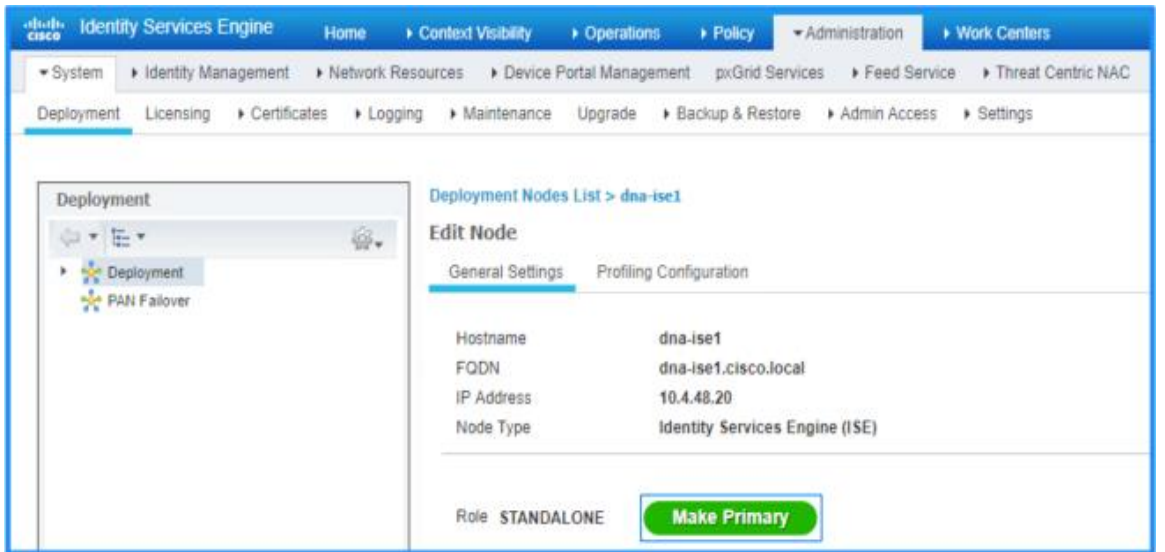 cisco Identity Services Engine Home Context Visibility Operations Policy Administration Work Centers
System Identity Management Network Resources Device Portal Management pxGrid Services Feed Service Threat Centric NAC
Deployment Licensing Certificates Logging Maintenance Upgrade Backup & Restore Admin Access Settings
Deployment
Deployment
PAN Failover
Deployment Nodes List > dna-ise1
Edit Node
General Settings Profiling Configuration
Hostname dna-ise1
FQDN dna-ise1.cisco.local
IP Address 10.4.48.20
Node Type Identity Services Engine (ISE)
Role STANDALONE Make Primary